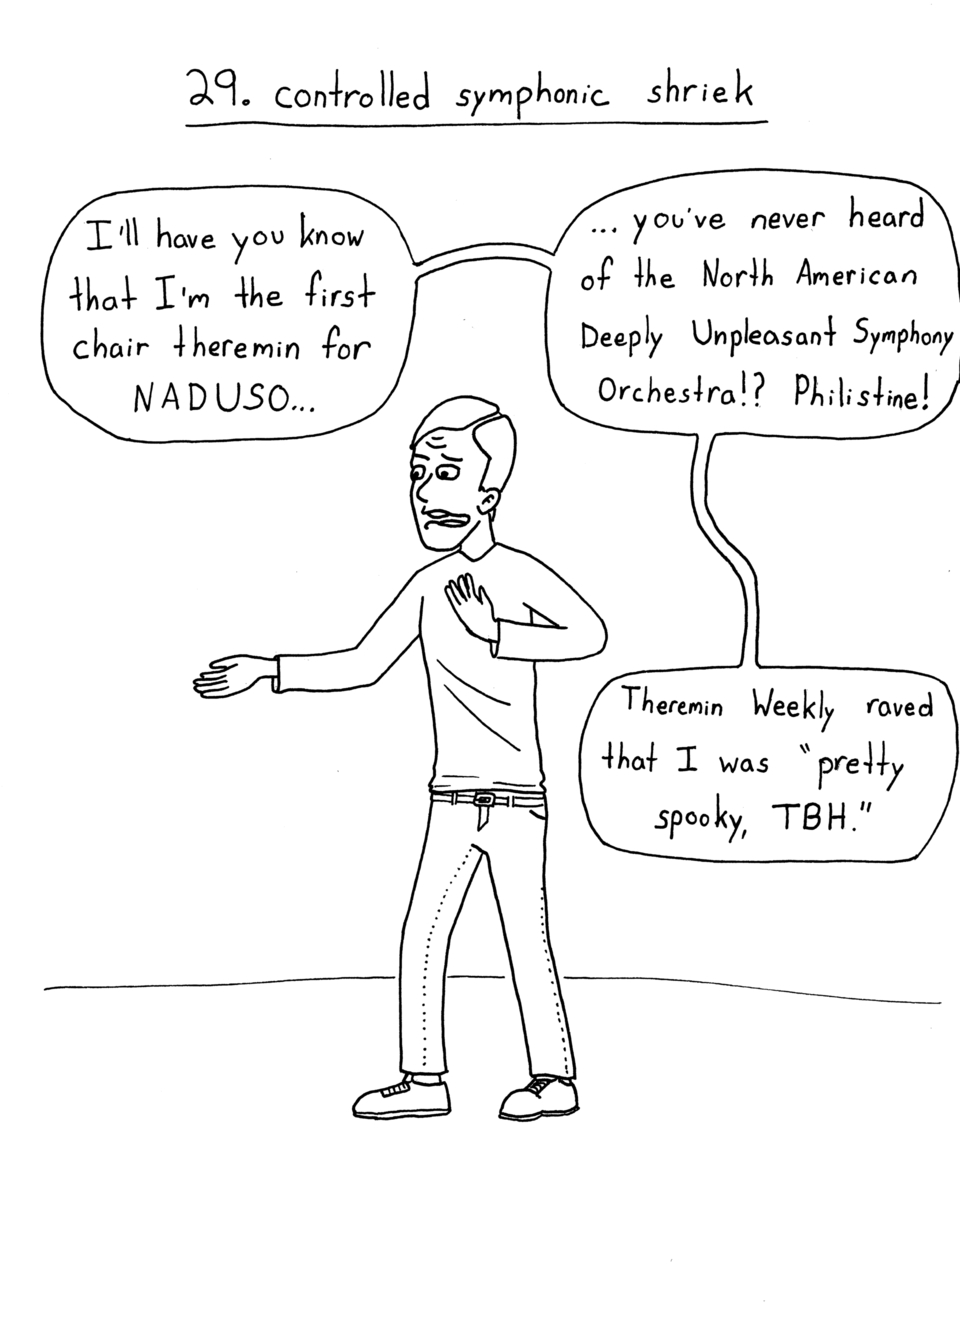 29. controlled symphonic shriek
I'll have you know
that I'm the first
chair theremin for
NADUSO...
... you've never heard
of the North American
Deeply Unpleasant Symphony
Orchestra!? Philistine!
Theremin Weekly raved
that I was "pretty
spooky, TBH."